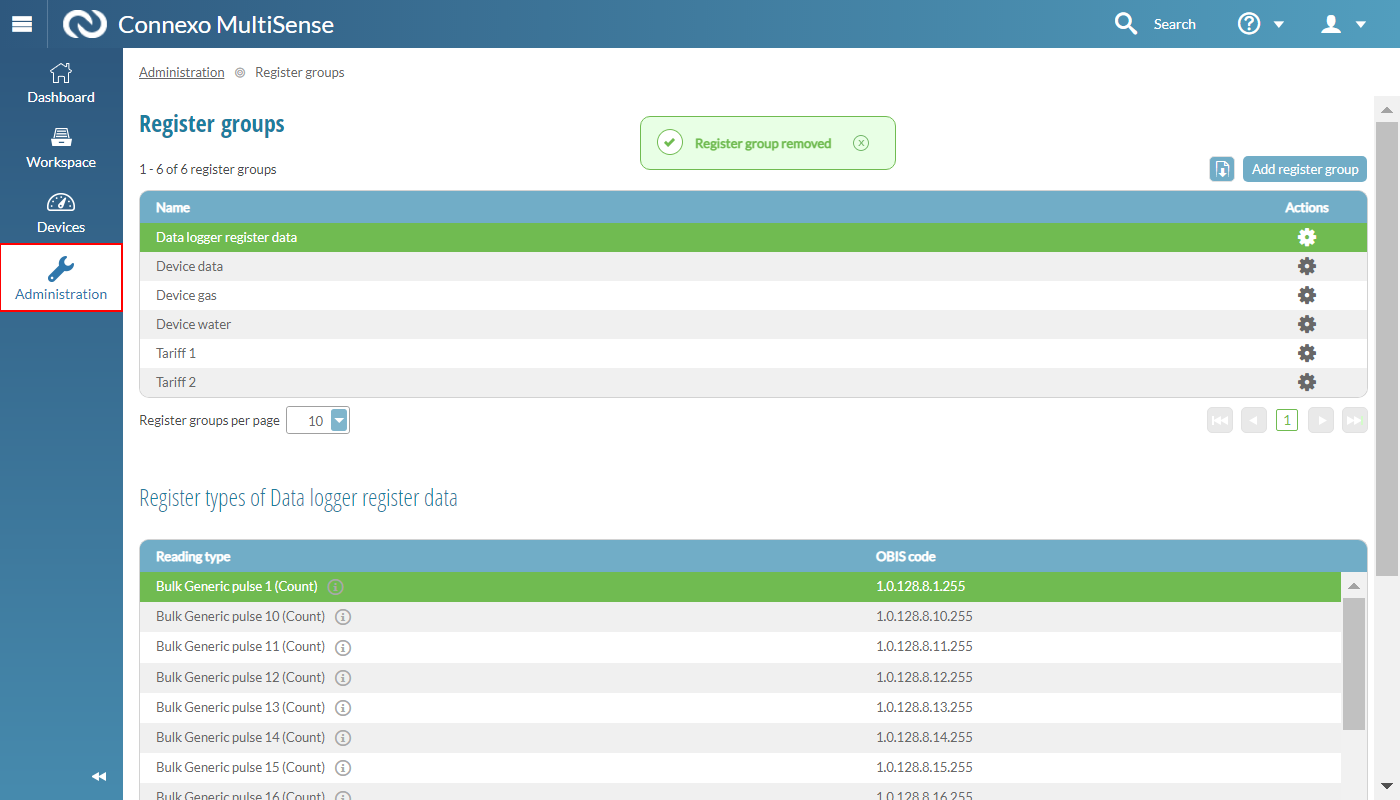 Connexo MultiSense
Search
Dashboard
Workspace
Devices
Administration
Administration Register groups
Register groups
Register group removed
1 - 6 of 6 register groups
Add register group
Name Actions
Data logger register data
Device data
Device gas
Device water
Tariff 1
Tariff 2
Register groups per page 10
1
Register types of Data logger register data
Reading type OBIS code
Bulk Generic pulse 1 (Count) 1.0.128.8.1.255
Bulk Generic pulse 10 (Count) 1.0.128.8.10.255
Bulk Generic pulse 11 (Count) 1.0.128.8.11.255
Bulk Generic pulse 12 (Count) 1.0.128.8.12.255
Bulk Generic pulse 13 (Count) 1.0.128.8.13.255
Bulk Generic pulse 14 (Count) 1.0.128.8.14.255
Bulk Generic pulse 15 (Count) 1.0.128.8.15.255
Bulk Generic pulse 16 (Count) 1.0.128.8.16.255